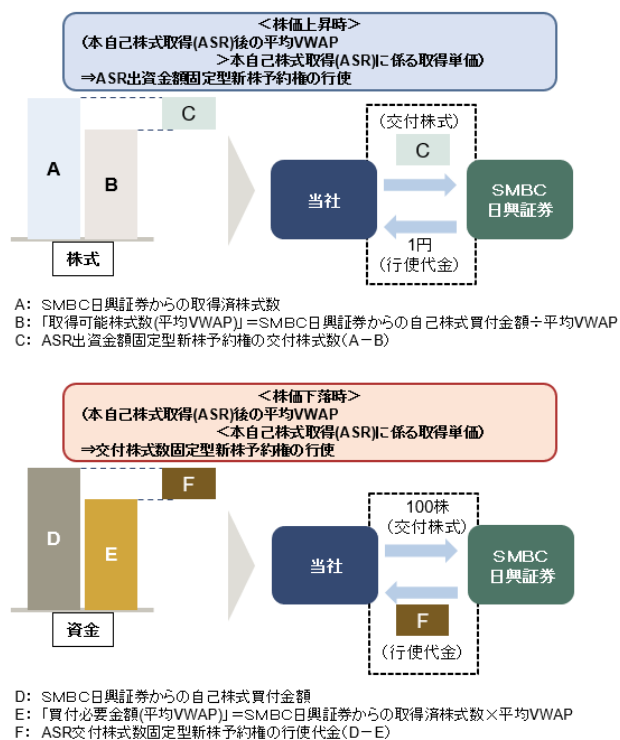 <株価上昇時>
(本自己株式取得(ASR)後の平均VWAP
>本自己株式取得(ASR)に係る取得単価)
⇒ASR出資金額固定型新株予約権の行使
A
B
C
株式
(交付株式)
C
当社
SMBC
日興証券
1円
(行使代金)
A: SMBC日興証券からの取得済株式数
B: 「取得可能株式数(平均VWAP)」=SMBC日興証券からの自己株式買付金額÷平均VWAP
C: ASR出資金額固定型新株予約権の交付株式数(A-B)
<株価下落時>
(本自己株式取得(ASR)後の平均VWAP
<本自己株式取得(ASR)に係る取得単価)
⇒交付株式数固定型新株予約権の行使
D
E
F
資金
100株
(交付株式)
当社
SMBC
日興証券
F
(行使代金)
D: SMBC日興証券からの自己株式買付金額
E: 「買付必要金額(平均VWAP)」=SMBC日興証券からの取得済株式数×平均VWAP
F: ASR交付株式数固定型新株予約権の行使代金(D-E)